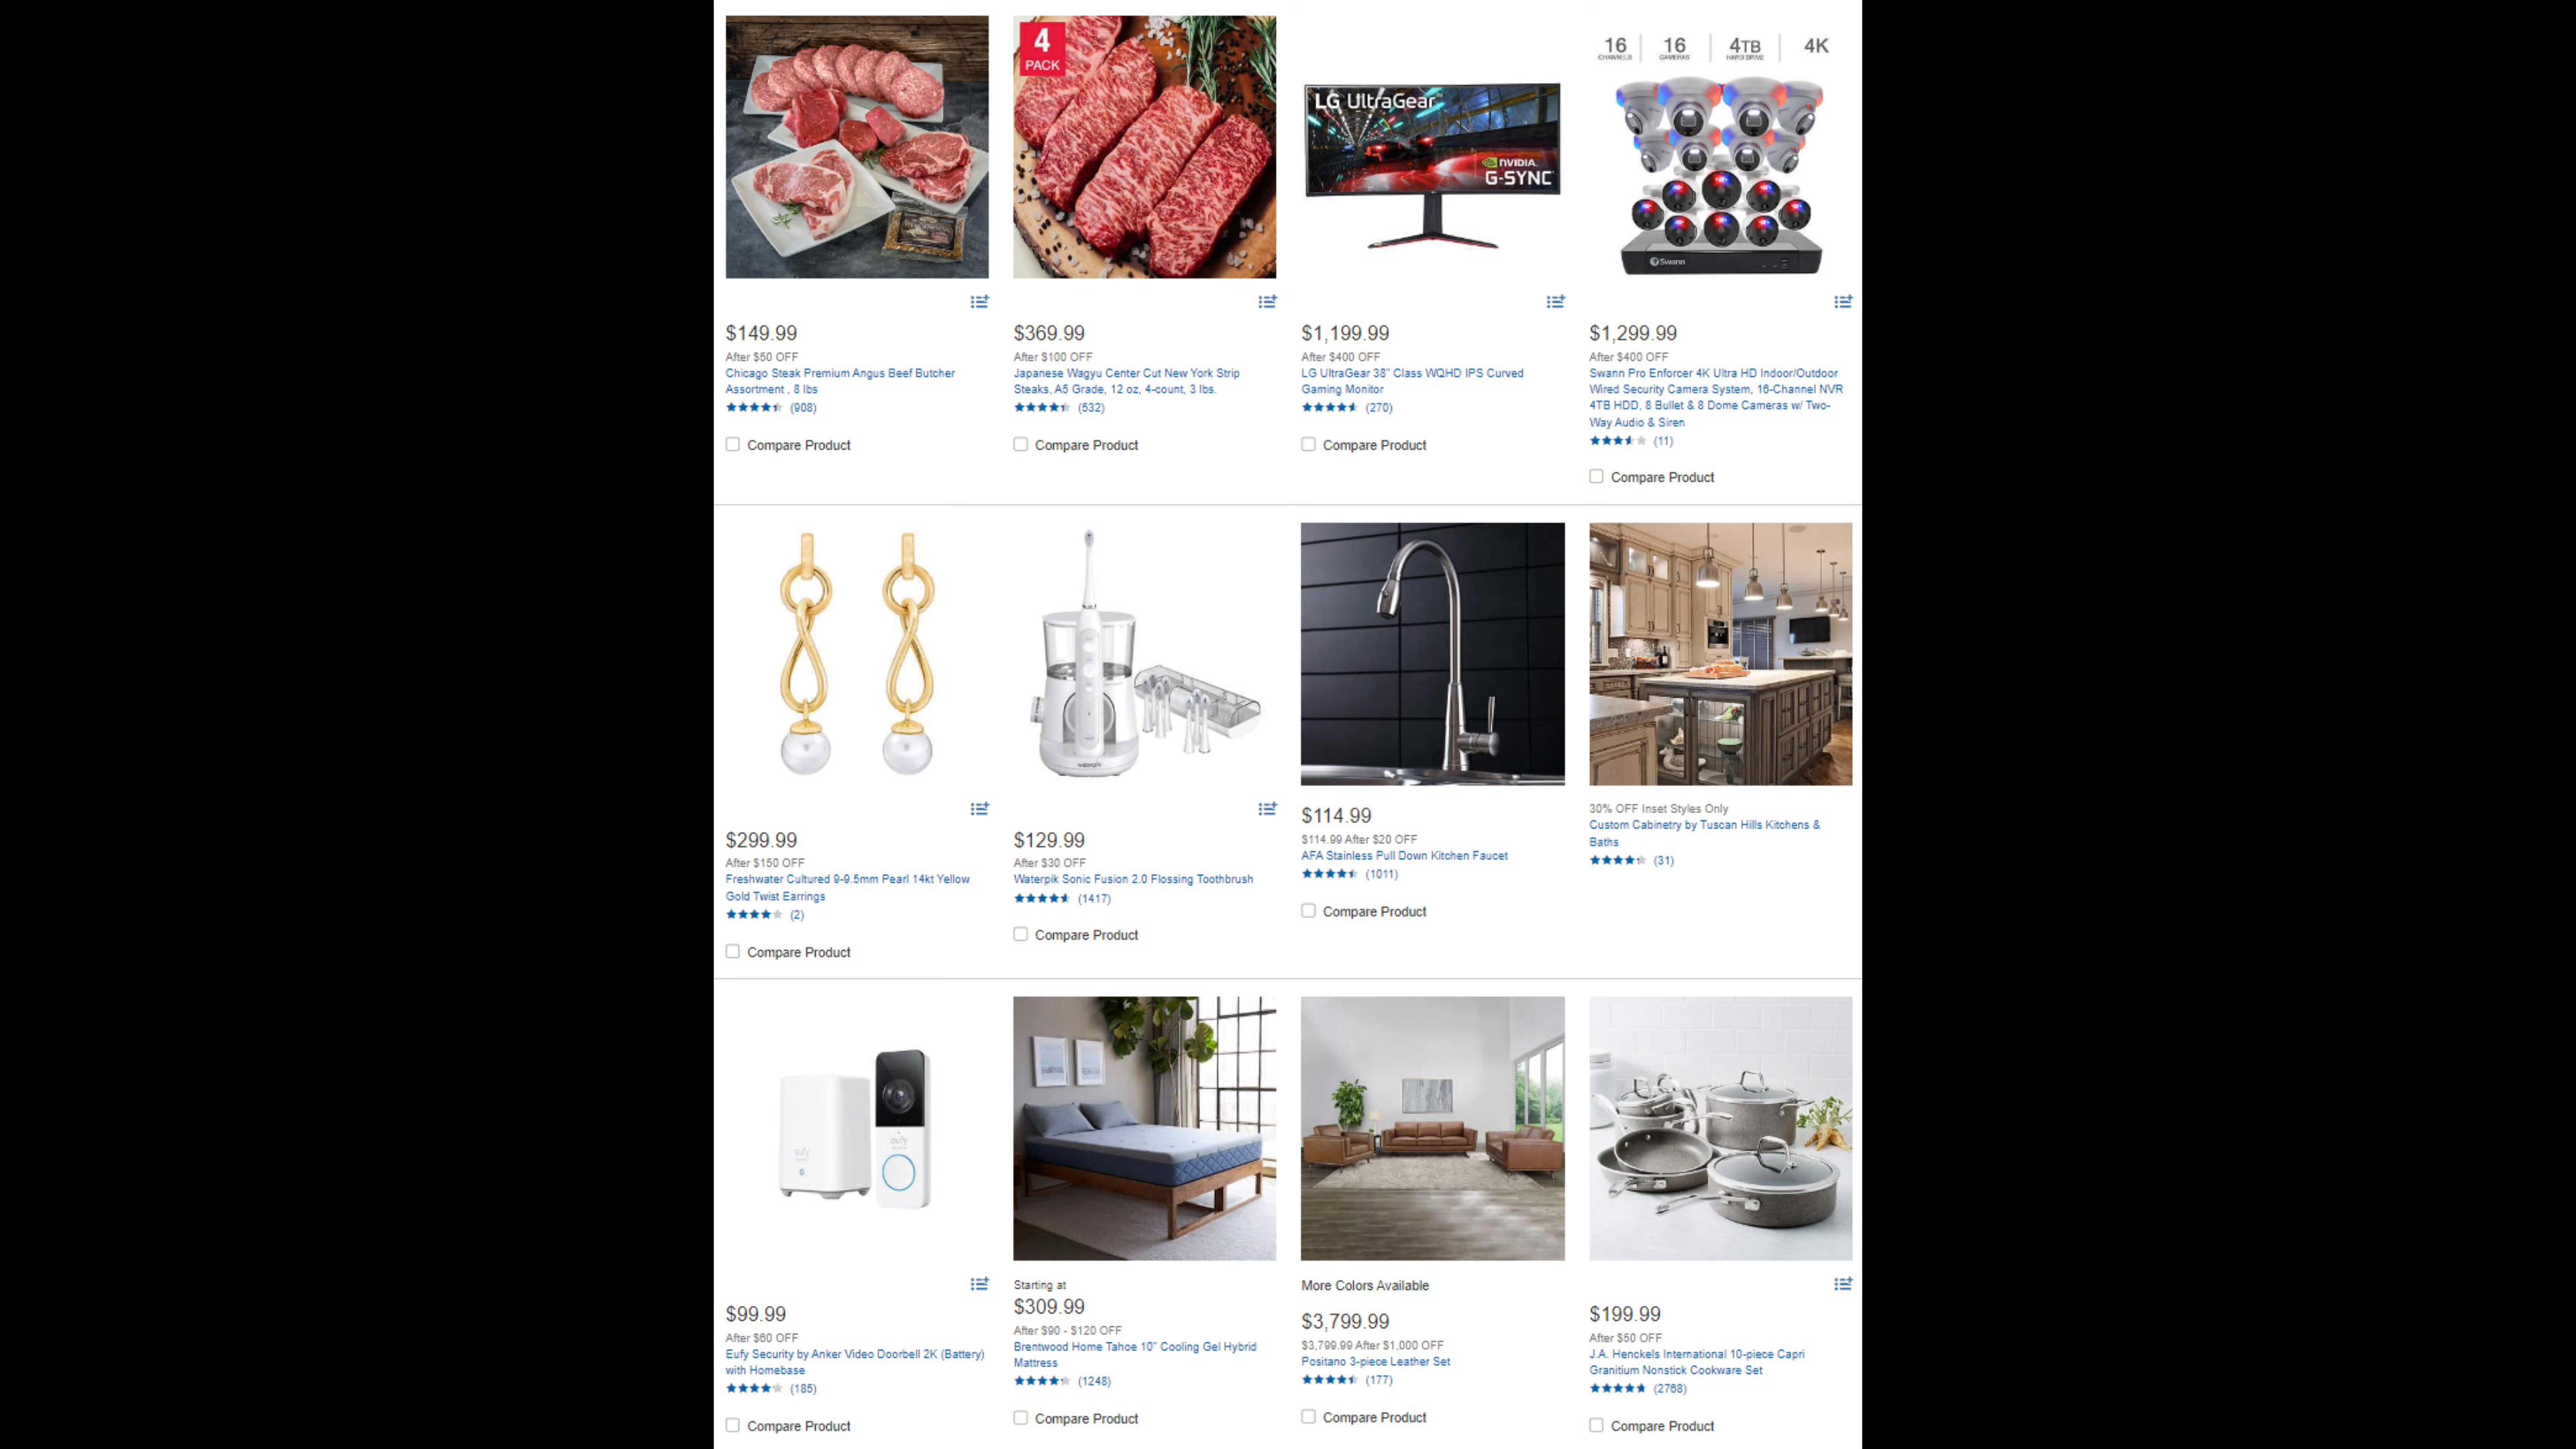 4
PACK
LG UltraGear
NVIDIA.
G-SYNC
16 CHANNELS
16 CAMERAS
4TB HARD DRIVE
4K
Swann
$149.99
After $50 OFF
Chicago Steak Premium Angus Beef Butcher
Assortment , 8 lbs
(908)
Compare Product
$369.99
After $100 OFF
Japanese Wagyu Center Cut New York Strip
Steaks, A5 Grade, 12 oz, 4-count, 3 lbs.
(532)
Compare Product
$1,199.99
After $400 OFF
LG UltraGear 38" Class WQHD IPS Curved
Gaming Monitor
(270)
Compare Product
$1,299.99
After $400 OFF
Swann Pro Enforcer 4K Ultra HD Indoor/Outdoor
Wired Security Camera System, 16-Channel NVR
4TB HDD, 8 Bullet & 8 Dome Cameras w/ Two-
Way Audio & Siren
(11)
Compare Product
waterpik
$299.99
After $150 OFF
Freshwater Cultured 9-9.5mm Pearl 14kt Yellow
Gold Twist Earrings
(2)
Compare Product
$129.99
After $30 OFF
Waterpik Sonic Fusion 2.0 Flossing Toothbrush
(1417)
Compare Product
$114.99
$114.99 After $20 OFF
AFA Stainless Pull Down Kitchen Faucet
(1011)
Compare Product
30% OFF Inset Styles Only
Custom Cabinetry by Tuscan Hills Kitchens &
Baths
(31)
eufy
eufy
$99.99
After $60 OFF
Eufy Security by Anker Video Doorbell 2K (Battery)
with Homebase
(185)
Compare Product
Starting at
$309.99
After $90 - $120 OFF
Brentwood Home Tahoe 10" Cooling Gel Hybrid
Mattress
(1248)
Compare Product
More Colors Available
$3,799.99
$3,799.99 After $1,000 OFF
Positano 3-piece Leather Set
(177)
Compare Product
$199.99
After $50 OFF
J.A. Henckels International 10-piece Capri
Granitium Nonstick Cookware Set
(2768)
Compare Product